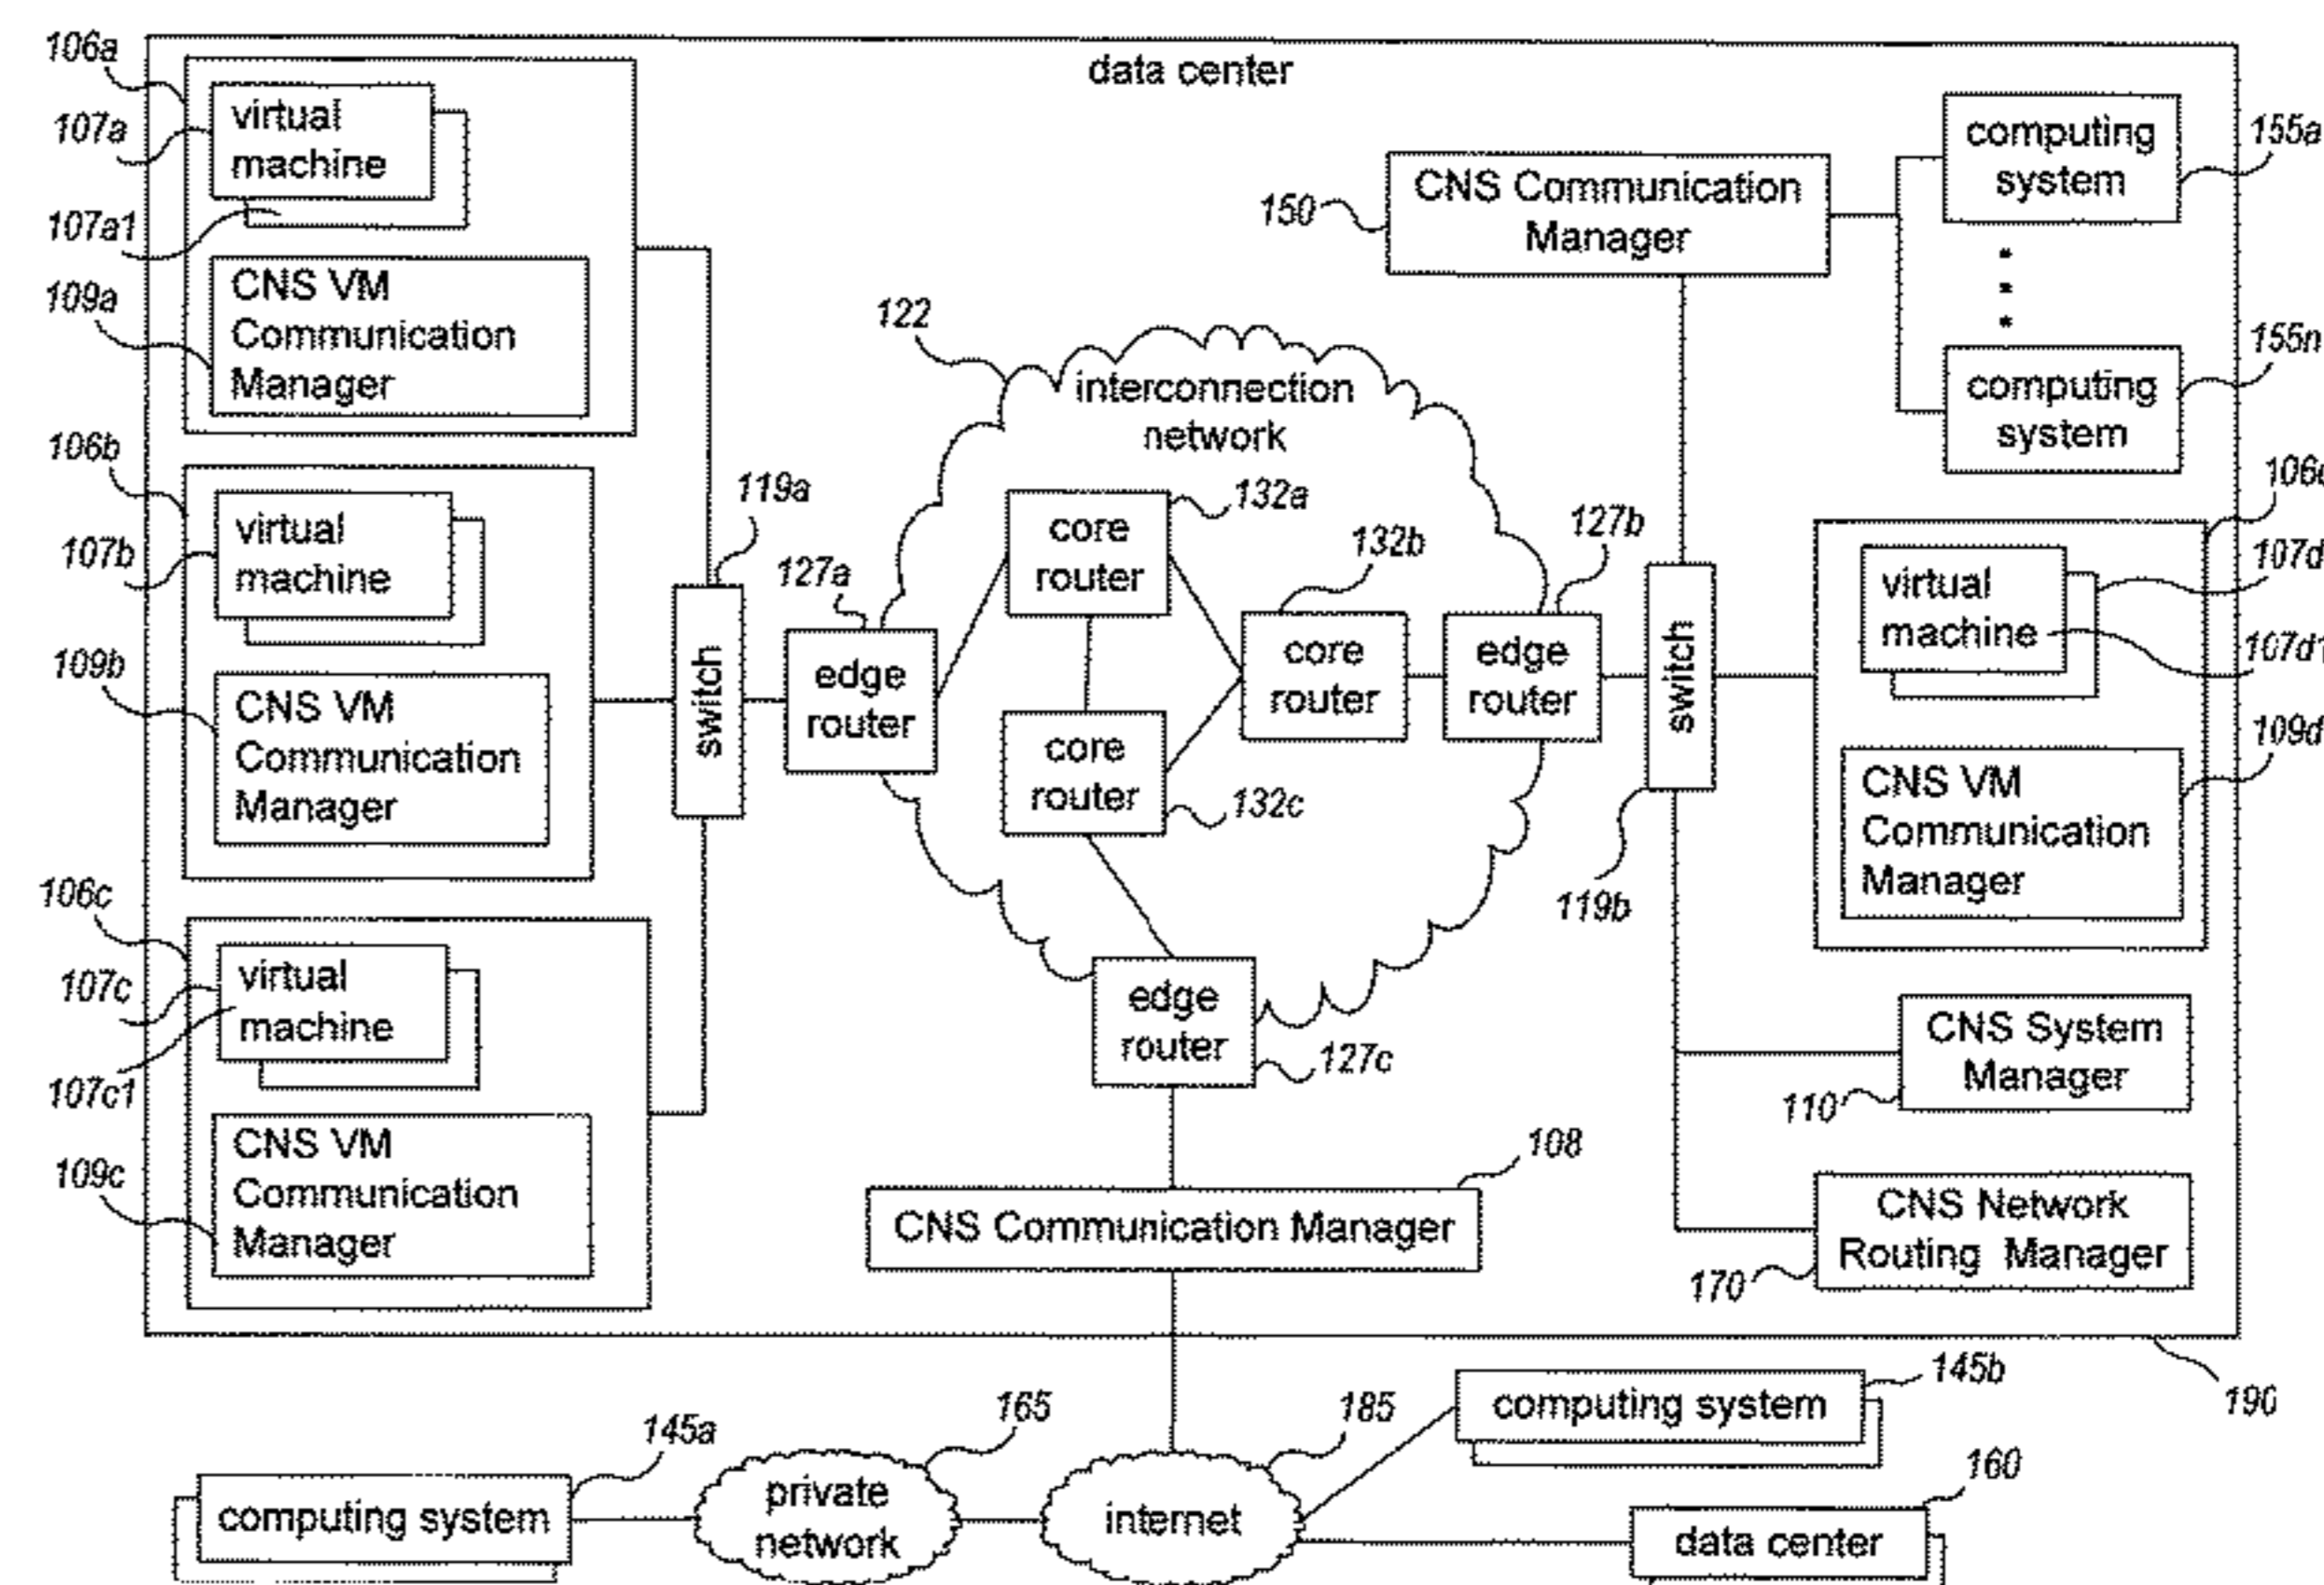 data center
106a
virtual
machine
107a
107a1
CNS VM
Communication
Manager
109a
106b
virtual
machine
107b
CNS VM
Communication
Manager
109b
106c
virtual
machine
107c
107c1
CNS VM
Communication
Manager
109c
119a
switch
122
interconnection
network
127a
edge
router
132a
core
router
132b
core
router
core
router
132c
127b
edge
router
edge
router
127c
switch
119b
150
CNS Communication
Manager
computing
system
155a
computing
system
155n
virtual
machine
107d
CNS VM
Communication
Manager
109d
CNS System
Manager
110
CNS Network
Routing Manager
170
108
CNS Communication Manager
190
145a
computing system
165
private
network
185
internet
145b
computing system
160
data center